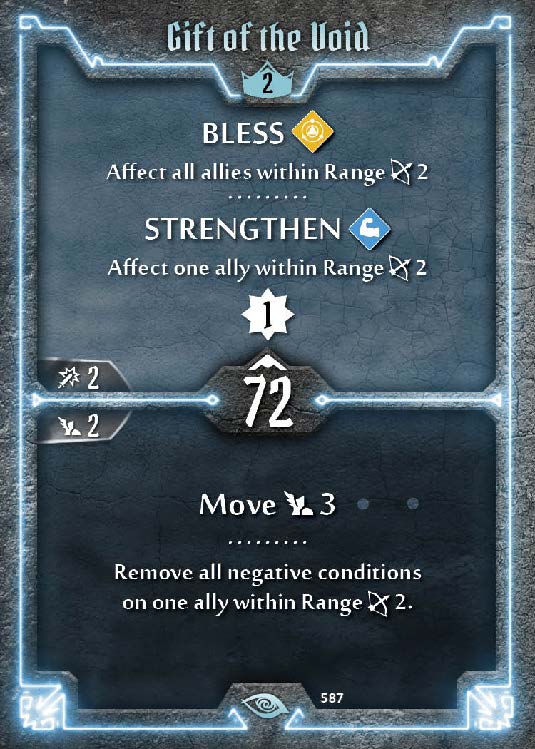 Gift of the Void
2
BLESS
Affect all allies within Range 2
STRENGTHEN
Affect one ally within Range 2
1
2
72
2
Move 3
Remove all negative conditions
on one ally within Range 2.
587